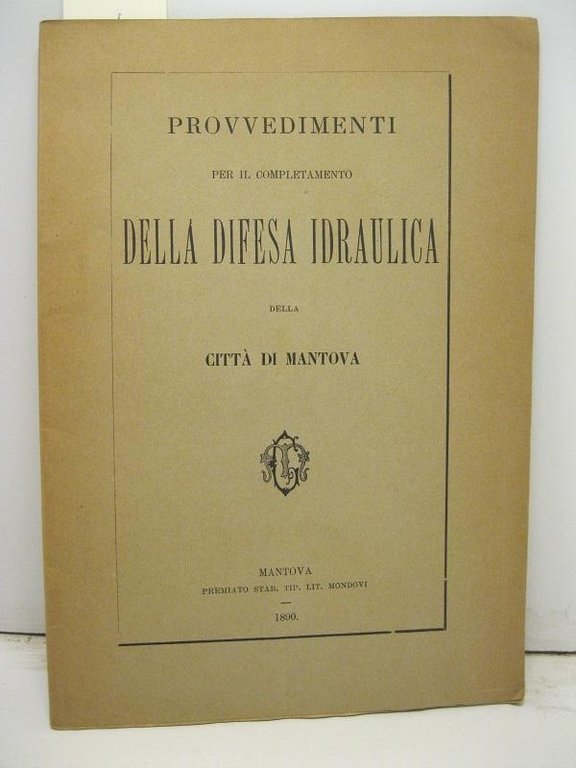 PROVVEDIMENTI
PER IL COMPLETAMENTO
DELLA DIFESA IDRAULICA
DELLA
CITTÀ DI MANTOVA
MANTOVA
PREMIATO STAB. TIP. LIT. MONDOVI
1890.